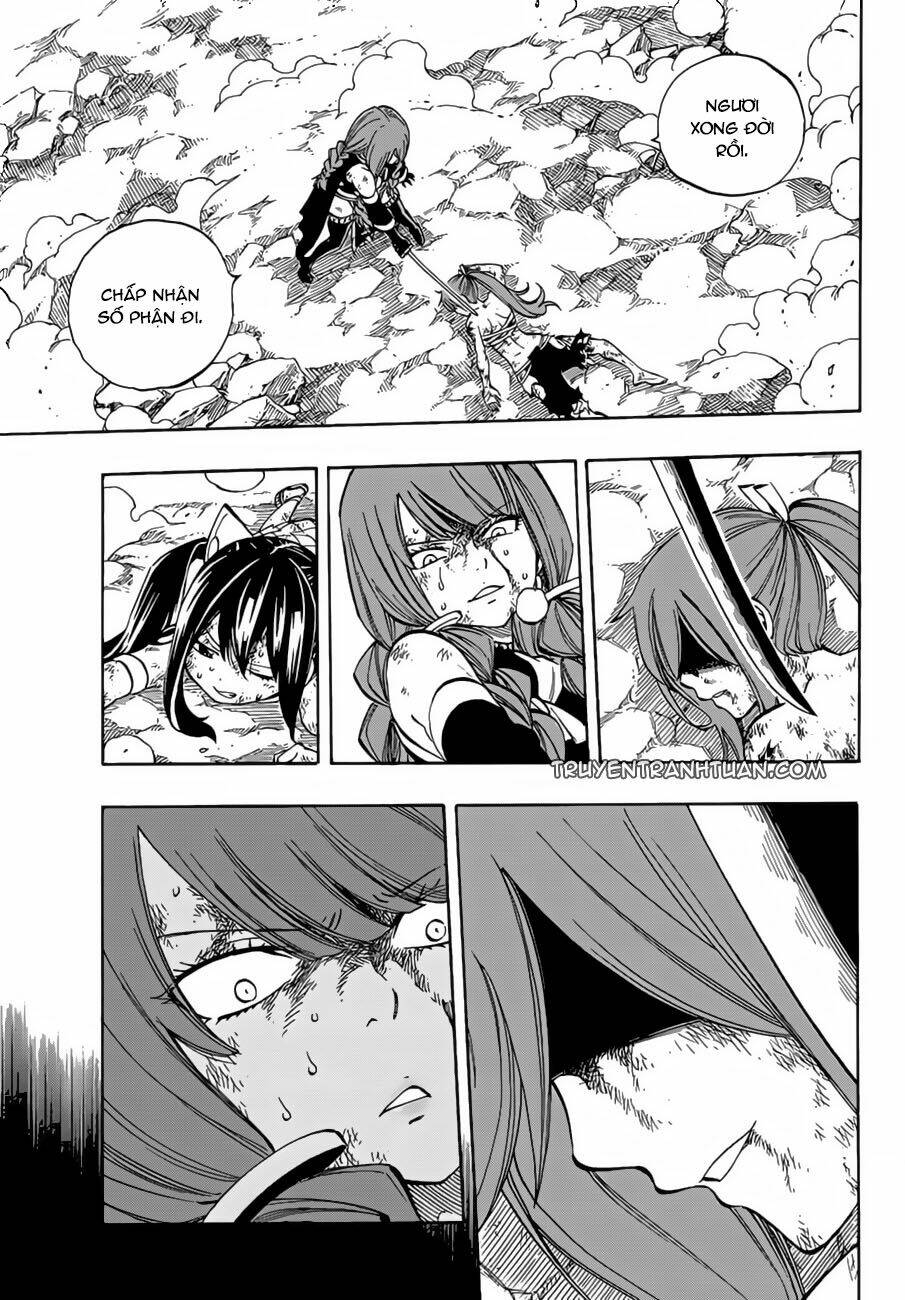 NGƯƠI
XONG ĐỜI
RỒI.
CHẤP NHẬN
SỐ PHẬN ĐI.
TRUYENTRANHTUAN.COM